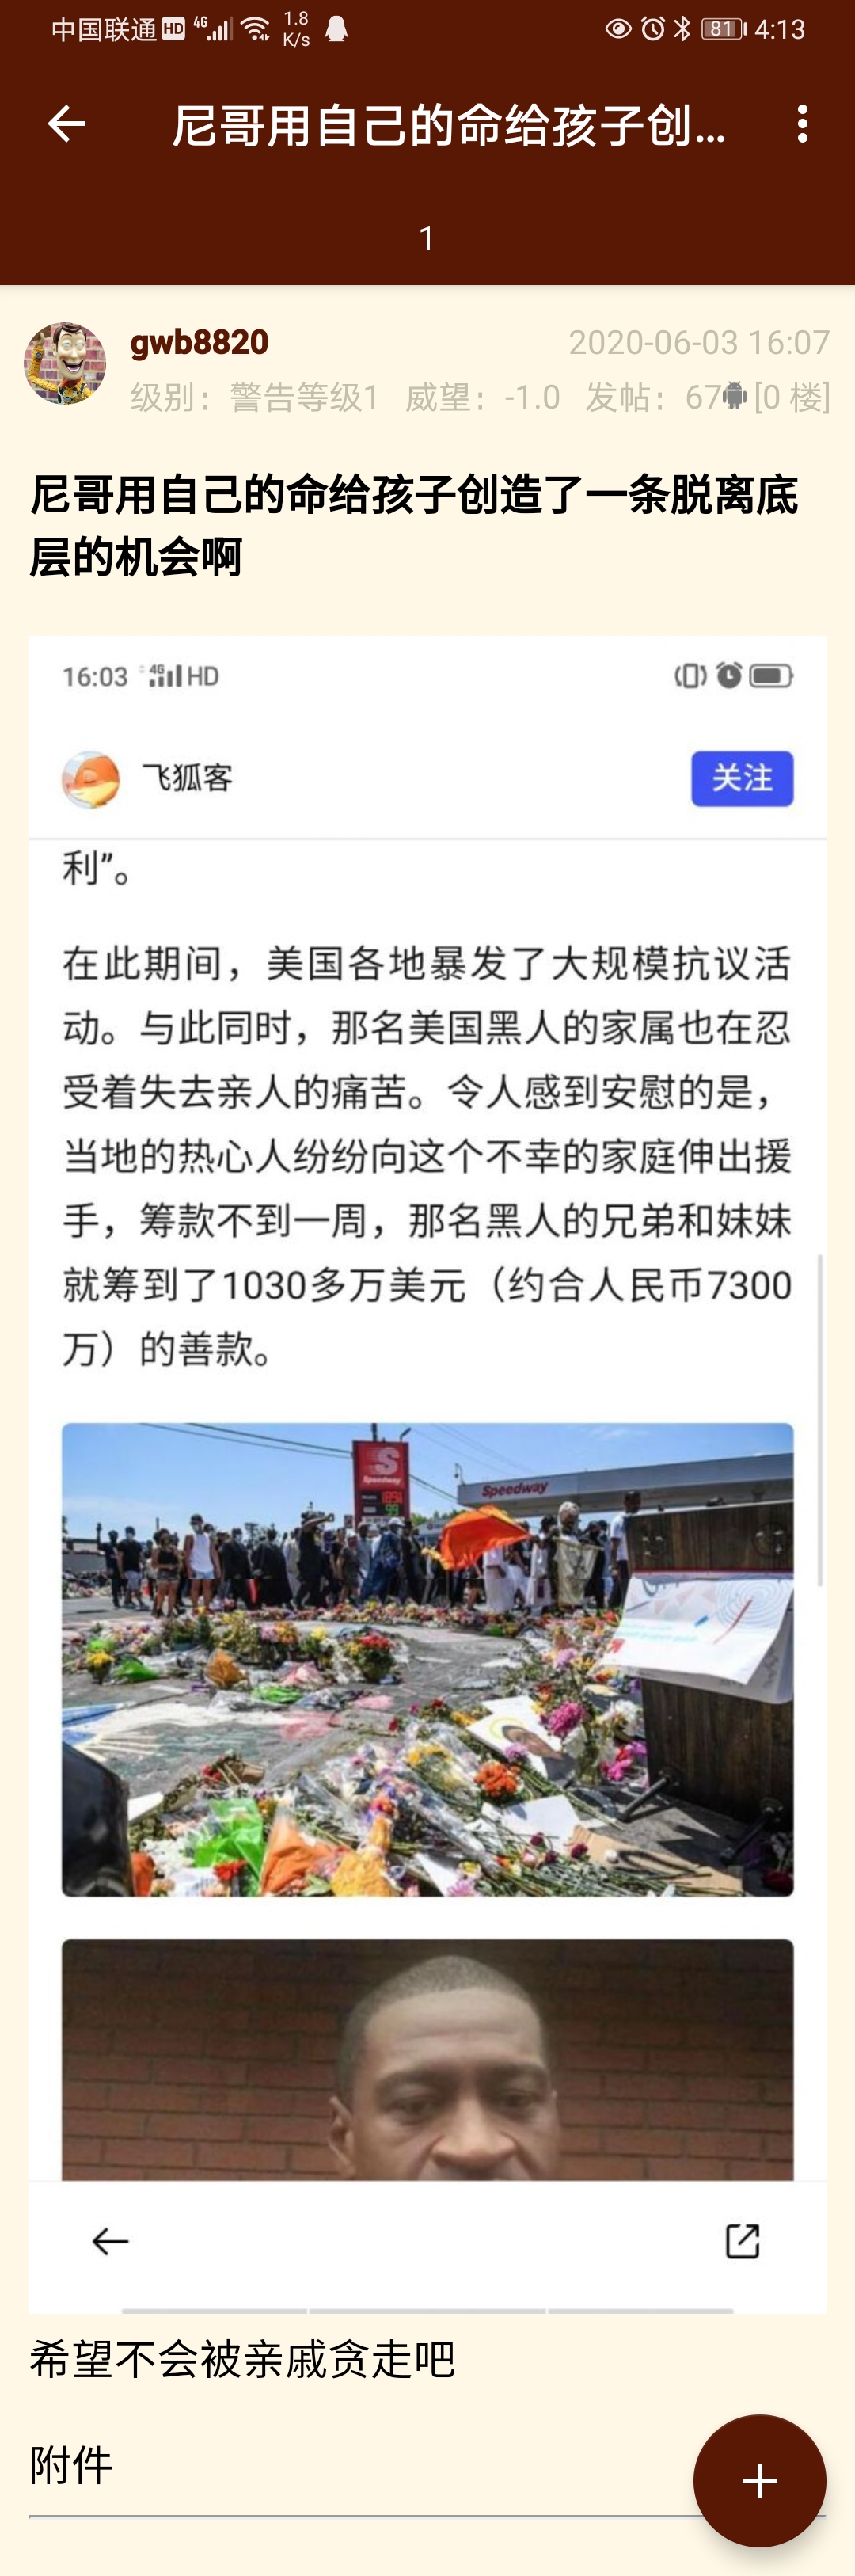 中国联通 HD 4G 1.8 K/s 81 4:13
尼哥用自己的命给孩子创...
1
gwb8820 2020-06-03 16:07
级别：警告等级1 威望：-1.0 发帖：67 [0 楼]
尼哥用自己的命给孩子创造了一条脱离底
层的机会啊
16:03 4G HD
飞狐客 关注
利”。
在此期间，美国各地暴发了大规模抗议活
动。与此同时，那名美国黑人的家属也在忍
受着失去亲人的痛苦。令人感到安慰的是，
当地的热心人纷纷向这个不幸的家庭伸出援
手，筹款不到一周，那名黑人的兄弟和妹妹
就筹到了1030多万美元（约合人民币7300
万）的善款。
S
Speedway
Speedway
希望不会被亲戚贪走吧
附件